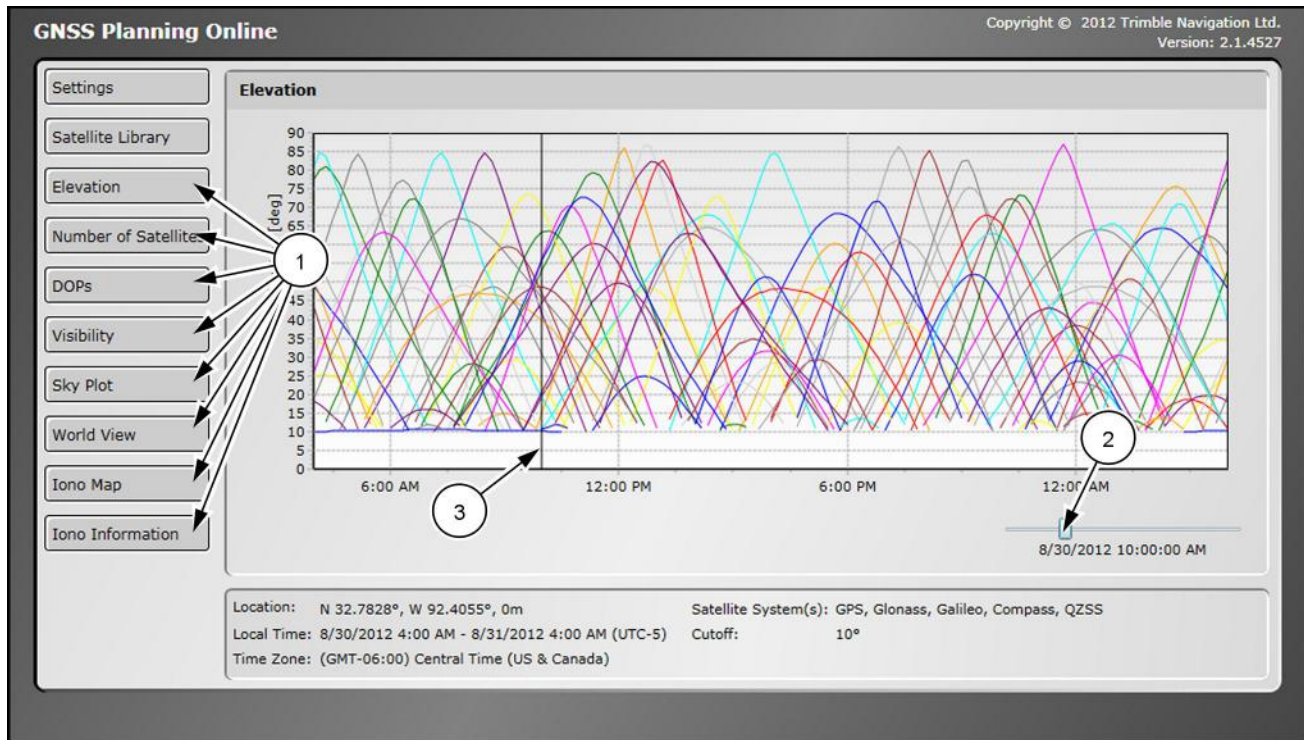 GNSS Planning Online
Copyright © 2012 Trimble Navigation Ltd.
Version: 2.1.4527
Settings
Satellite Library
Elevation
Number of Satellites
DOPs
Visibility
Sky Plot
World View
Iono Map
Iono Information
Elevation
[deg]
90
85
80
75
70
65
45
40
35
30
25
20
15
10
5
0
6:00 AM
12:00 PM
6:00 PM
12:00 AM
1
2
3
8/30/2012 10:00:00 AM
Location: N 32.7828°, W 92.4055°, 0m
Local Time: 8/30/2012 4:00 AM - 8/31/2012 4:00 AM (UTC-5)
Time Zone: (GMT-06:00) Central Time (US & Canada)
Satellite System(s): GPS, Glonass, Galileo, Compass, QZSS
Cutoff: 10°